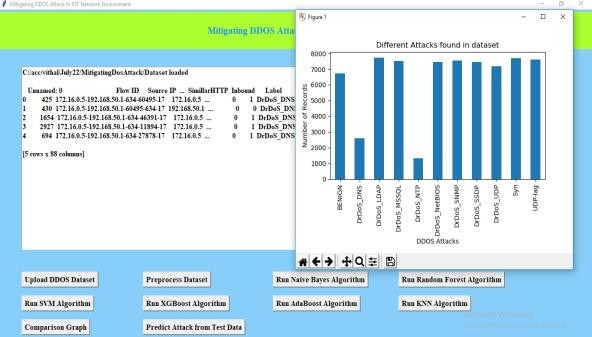 Mitigating DDOS Attack In IOT Network Environment
Mitigating DDOS Atta
C:/acc/vithal/July22/MitigatingDosAttack/Dataset loaded
Unnamed: 0 Flow ID Source IP ... SimillarHTTP Inbound Label
0 425 172.16.0.5-192.168.50.1-634-60495-17 172.16.0.5 ... 0 1 DrDoS_DNS
1 430 172.16.0.5-192.168.50.1-60495-634-17 192.168.50.1 ... 0 0 DrDoS_DNS
2 1654 172.16.0.5-192.168.50.1-634-46391-17 172.16.0.5 ... 0 1 DrDoS_DNS
3 2927 172.16.0.5-192.168.50.1-634-11894-17 172.16.0.5 ... 0 1 DrDoS_DNS
4 694 172.16.0.5-192.168.50.1-634-27878-17 172.16.0.5 ... 0 1 DrDoS_DNS
[5 rows x 88 columns]
Figure 1
Different Attacks found in dataset
Number of Records
8000
7000
6000
5000
4000
3000
2000
1000
0
BENIGN
DrDoS_DNS
DrDoS_LDAP
DrDoS_MSSQL
DrDoS_NTP
DrDoS_NetBIOS
DrDoS_SNMP
DrDoS_SSDP
DrDoS_UDP
Syn
UDP-lag
DDOS Attacks
Upload DDOS Dataset
Preprocess Dataset
Run Naive Bayes Algorithm
Run Random Forest Algorithm
Run SVM Algorithm
Run XGBoost Algorithm
Run AdaBoost Algorithm
Run KNN Algorithm
Comparison Graph
Predict Attack from Test Data
Activate Windows